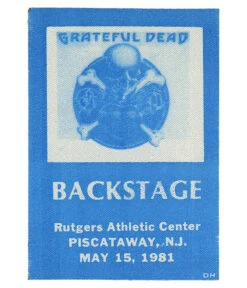 GRATEFUL DEAD
BACKSTAGE
Rutgers Athletic Center
PISCATAWAY, N.J.
MAY 15, 1981
DH